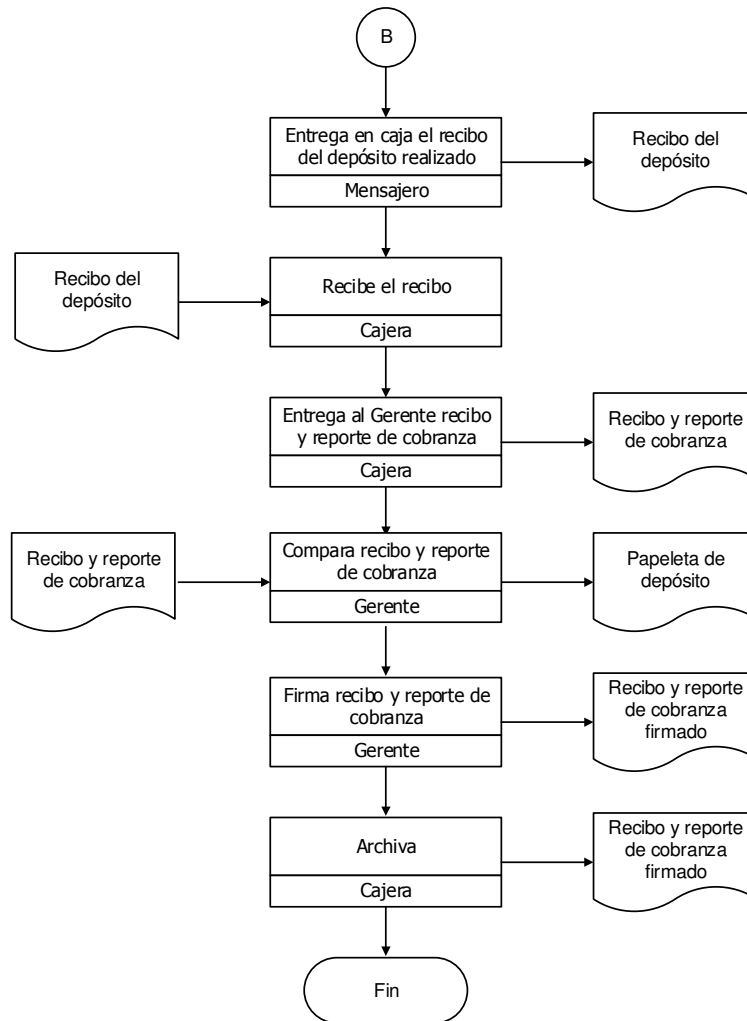 B
Entrega en caja el recibo
del depósito realizado
Mensajero
Recibo del
depósito
Recibo del
depósito
Recibe el recibo
Cajera
Entrega al Gerente recibo
y reporte de cobranza
Cajera
Recibo y reporte
de cobranza
Recibo y reporte
de cobranza
Compara recibo y reporte
de cobranza
Gerente
Papeleta de
depósito
Firma recibo y reporte de
cobranza
Gerente
Recibo y reporte
de cobranza
firmado
Archiva
Cajera
Recibo y reporte
de cobranza
firmado
Fin